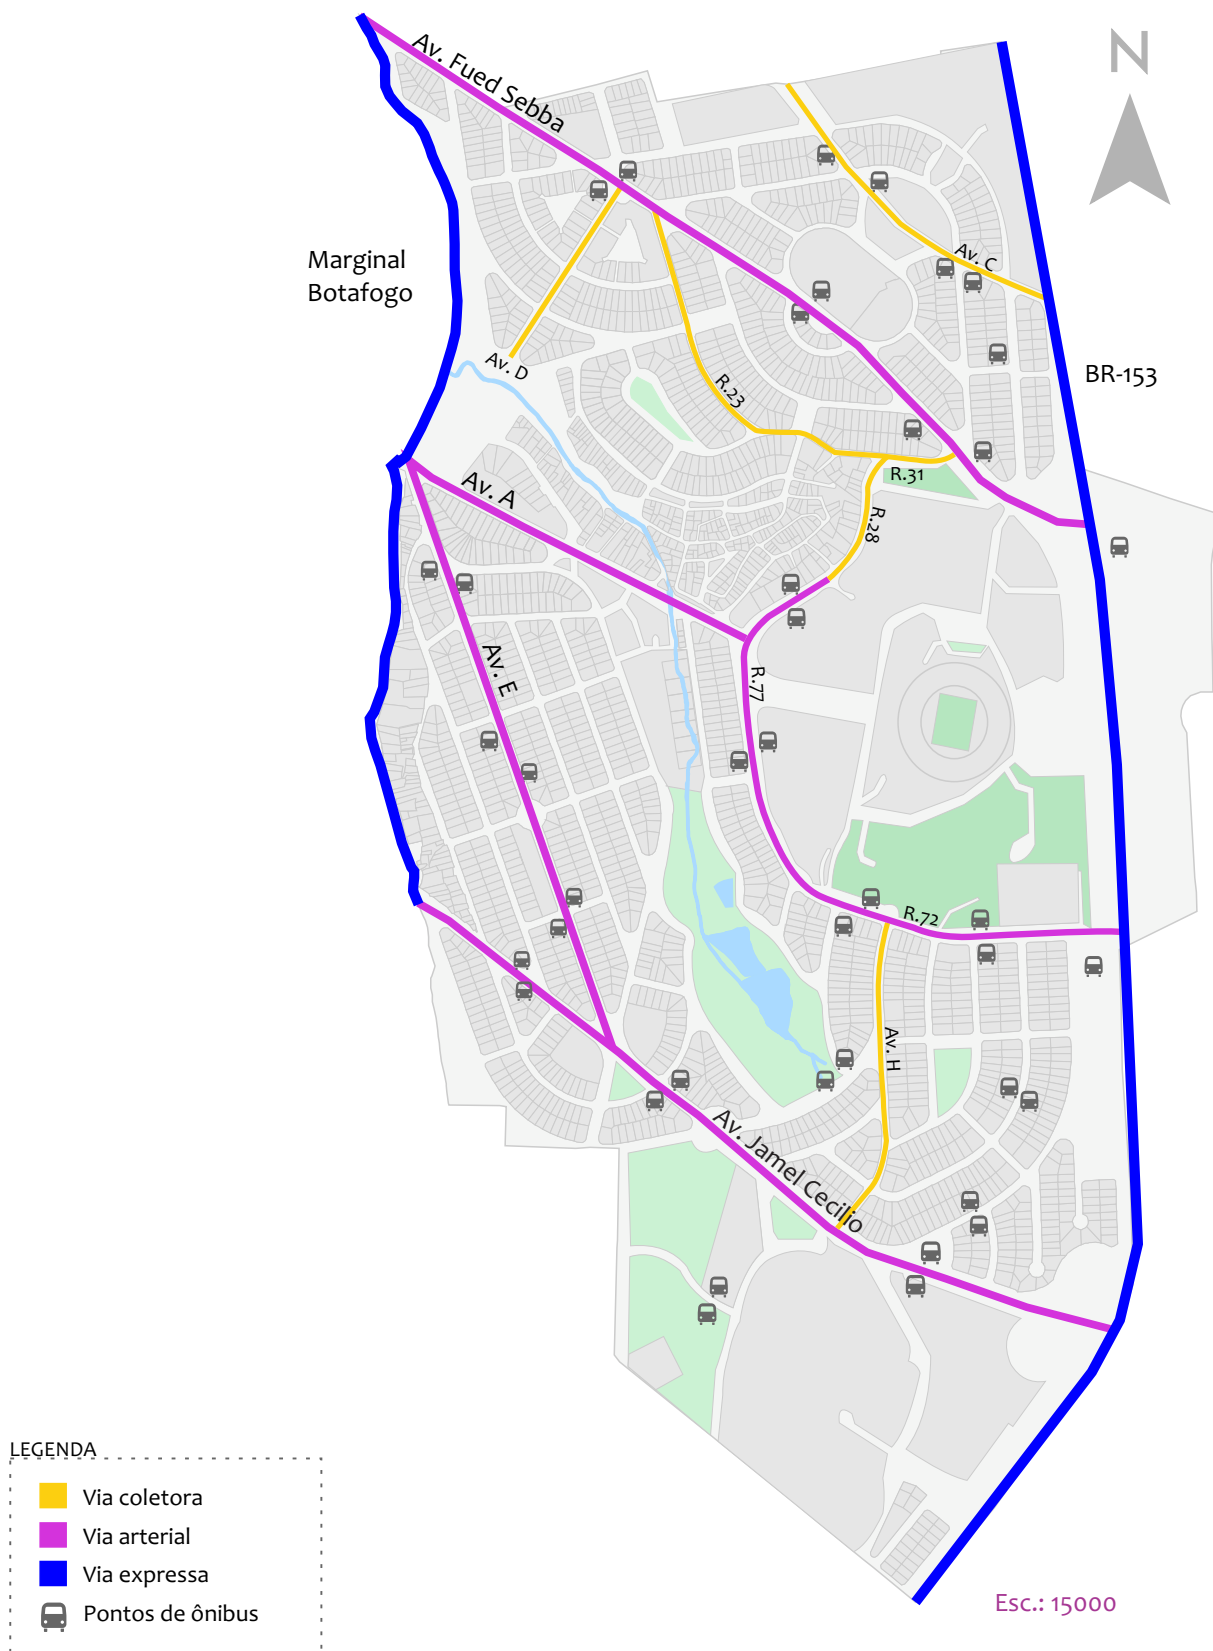 N
Av. Fued Sebba
Av. C
Marginal
Botafogo
Av. D
BR-153
R.23
R.31
Av. A
R.28
Av. E
R.77
R.72
Av. H
Av. Jamel Cecilio
LEGENDA
Via coletora
Via arterial
Via expressa
Pontos de ônibus
Esc.: 15000